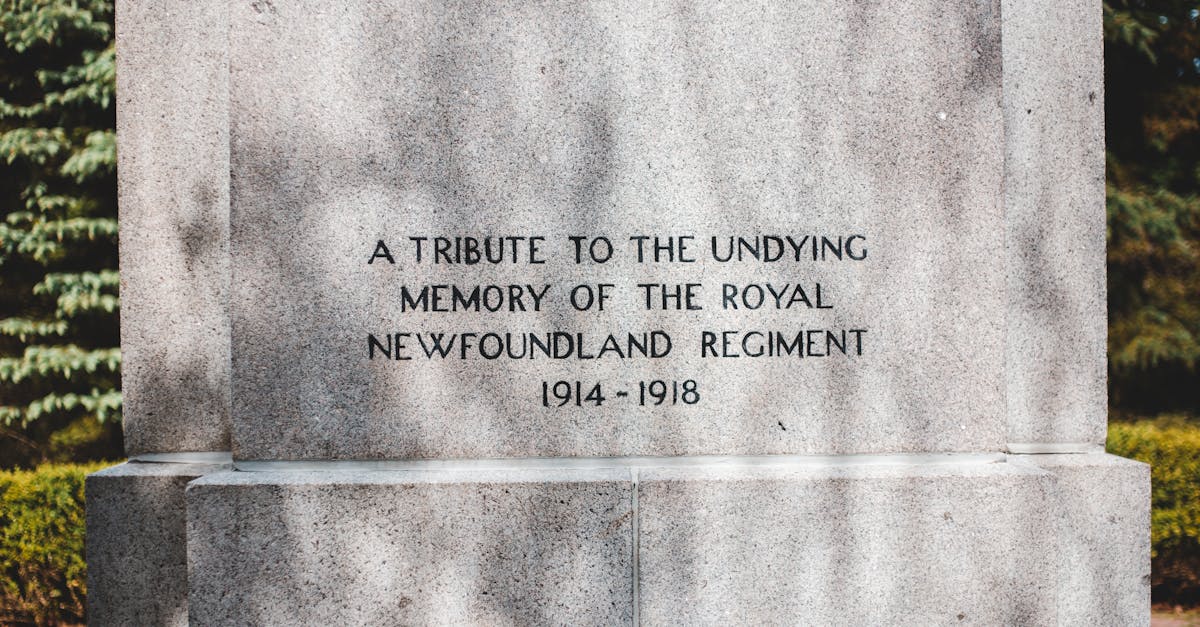 A TRIBUTE TO THE UNDYING
MEMORY OF THE ROYAL
NEWFOUNDLAND REGIMENT
1914 - 1918